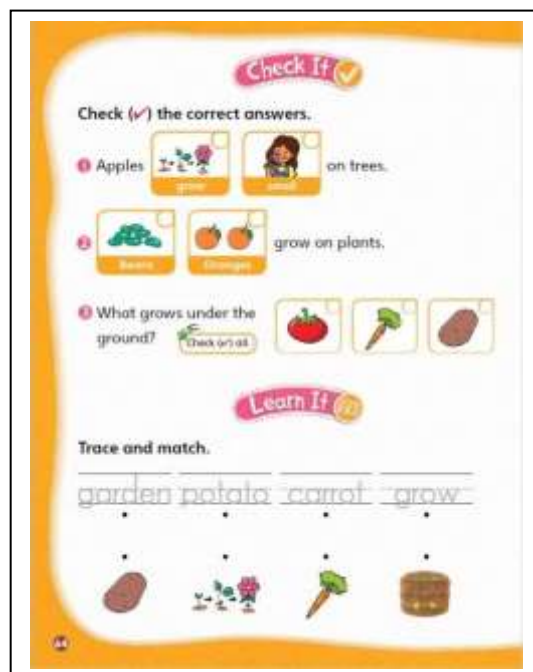 Check It
Check (✓) the correct answers.
1 Apples grow small on trees.
2 Beans Oranges grow on plants.
3 What grows under the
ground? Check (✓) all.
Learn It
Trace and match.
garden potato carrot grow